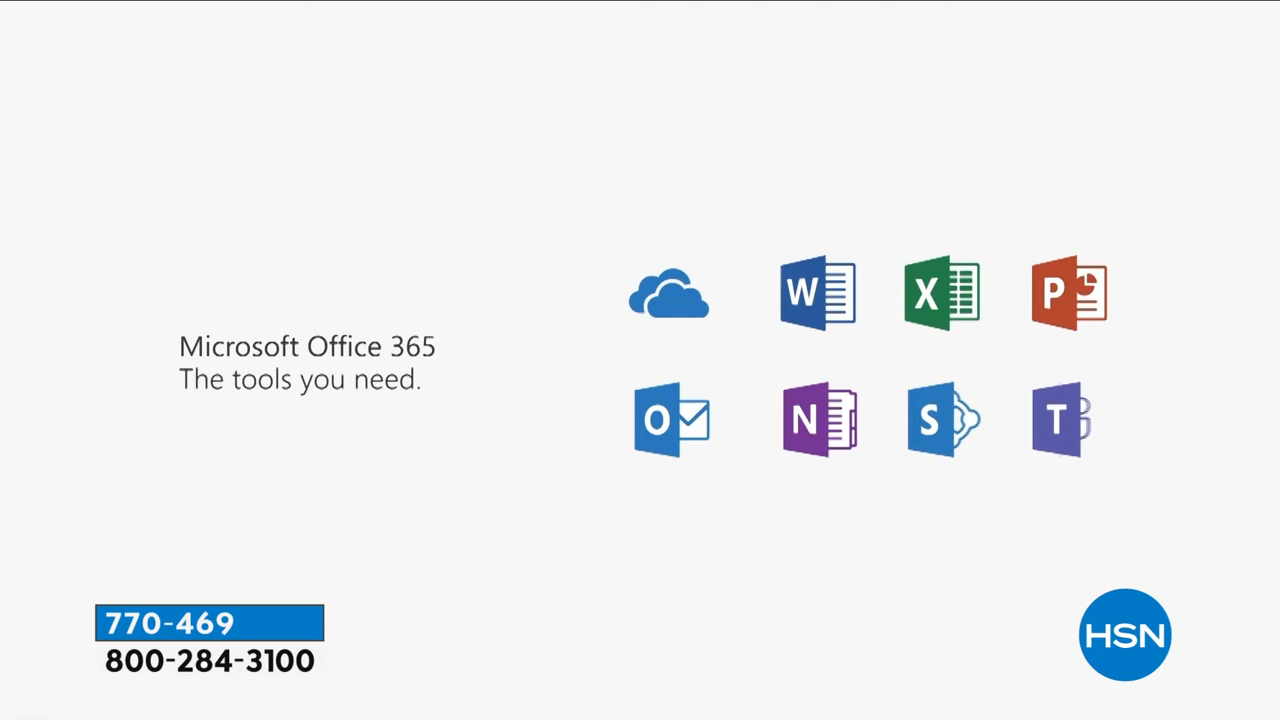 Microsoft Office 365
The tools you need.
W
X
P
O
N
S
T
770-469
800-284-3100
HSN